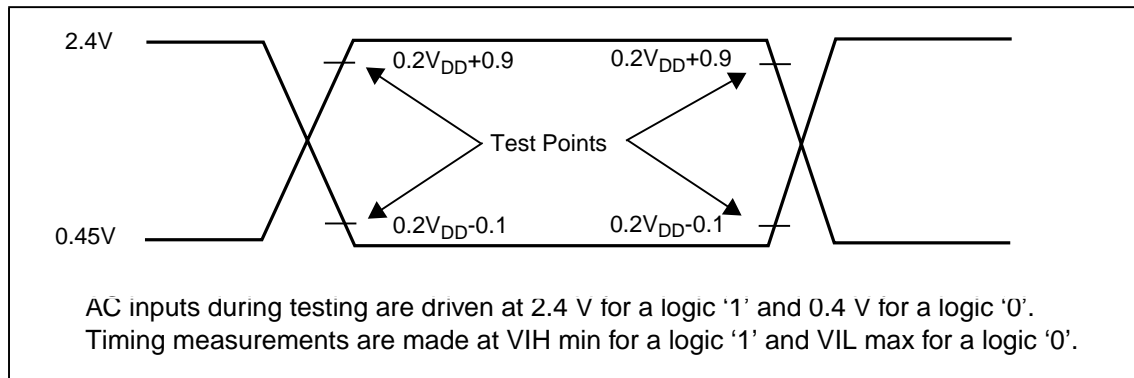 2.4V
0.2VDD+0.9 0.2VDD+0.9
Test Points
0.45V 0.2VDD-0.1 0.2VDD-0.1
AC inputs during testing are driven at 2.4 V for a logic ‘1’ and 0.4 V for a logic ‘0’.
Timing measurements are made at VIH min for a logic ‘1’ and VIL max for a logic ‘0’.